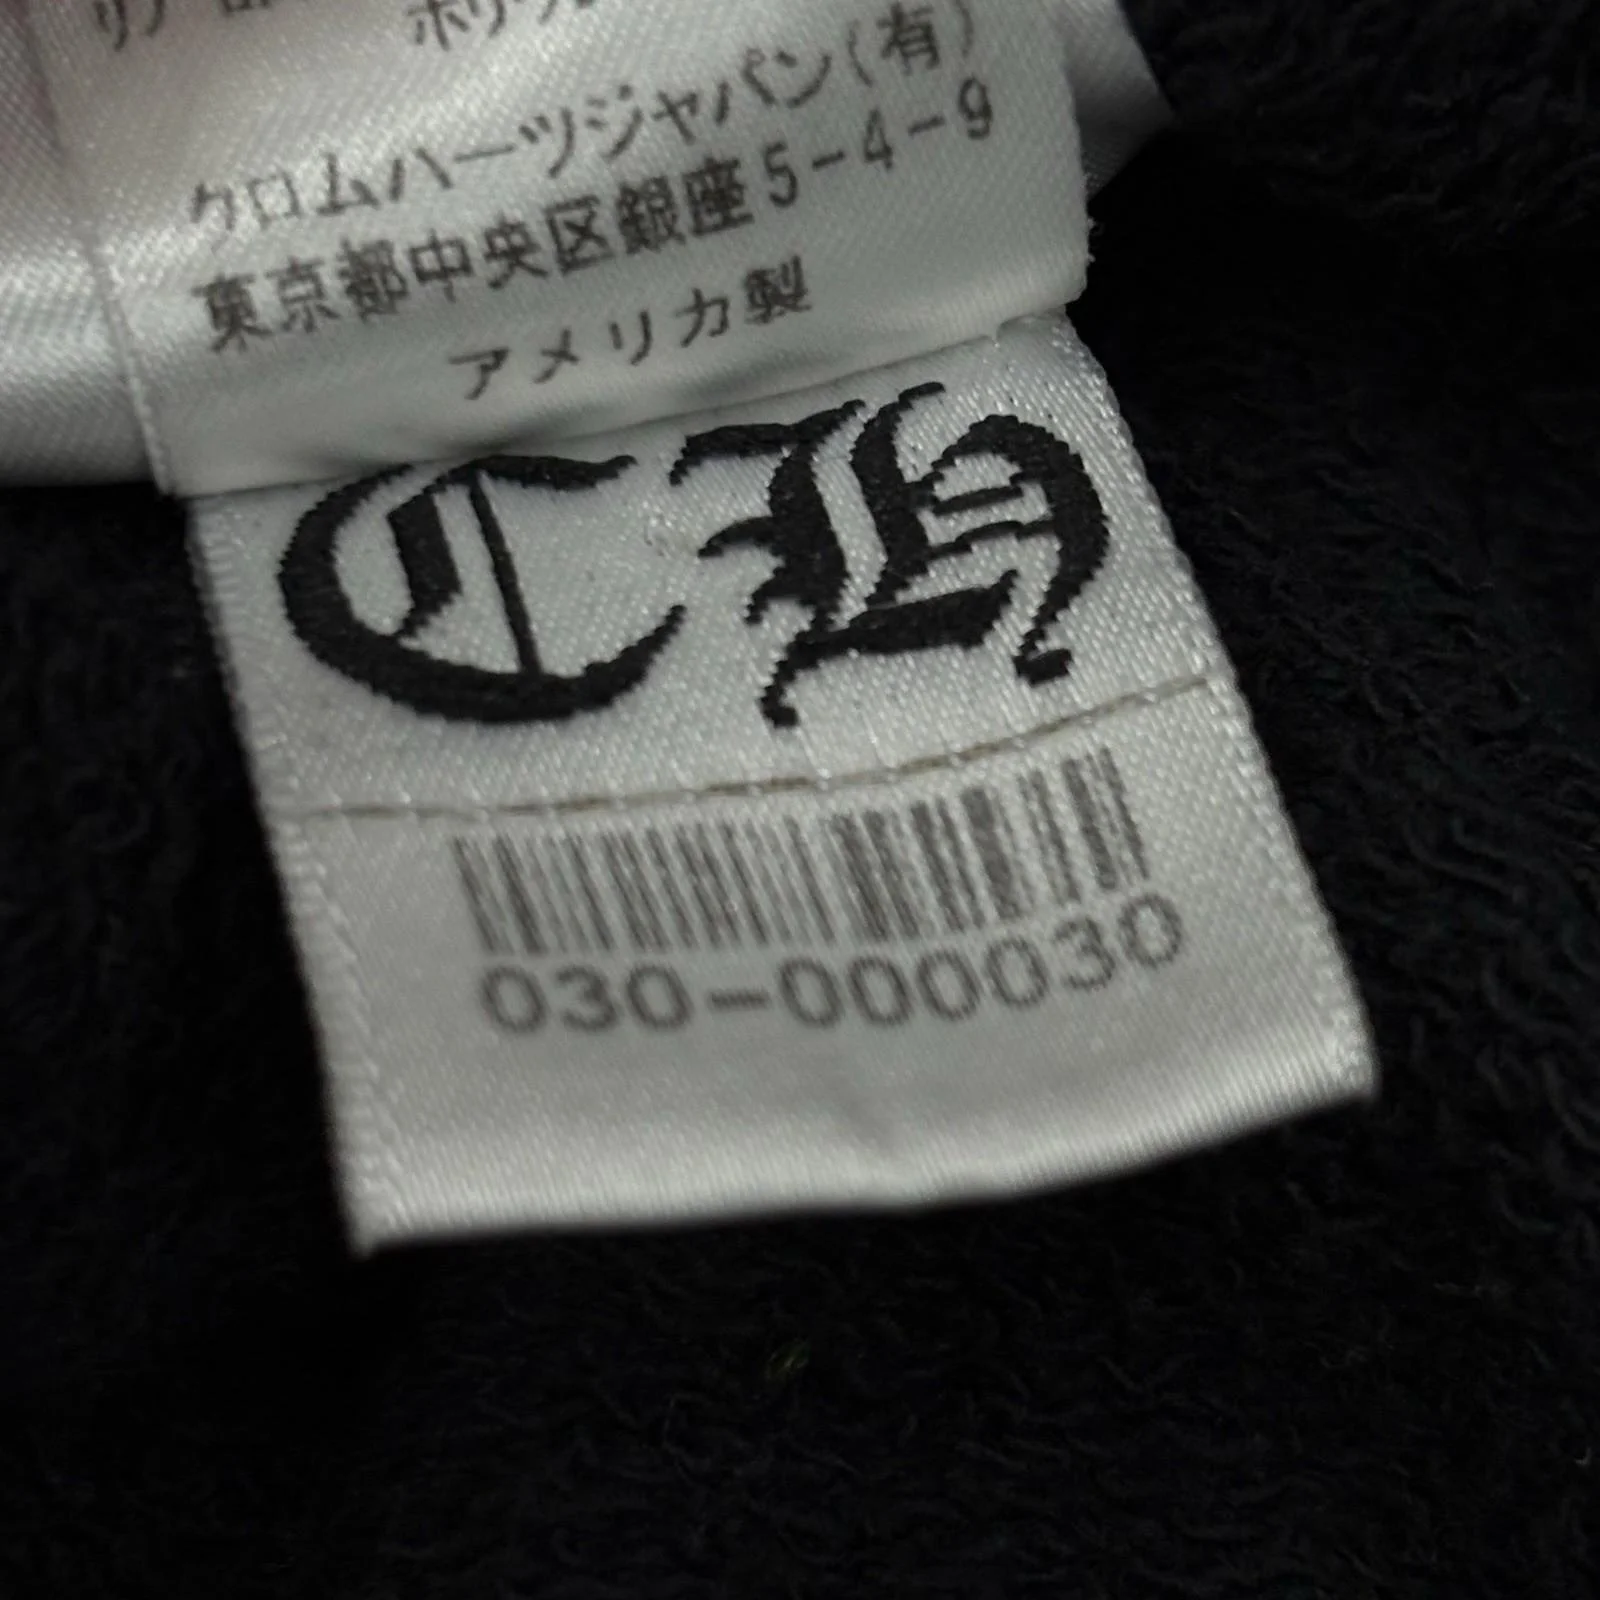 クロムハーツジャパン(有)
東京都中央区銀座5-4-9
アメリカ製
CH
030-000030